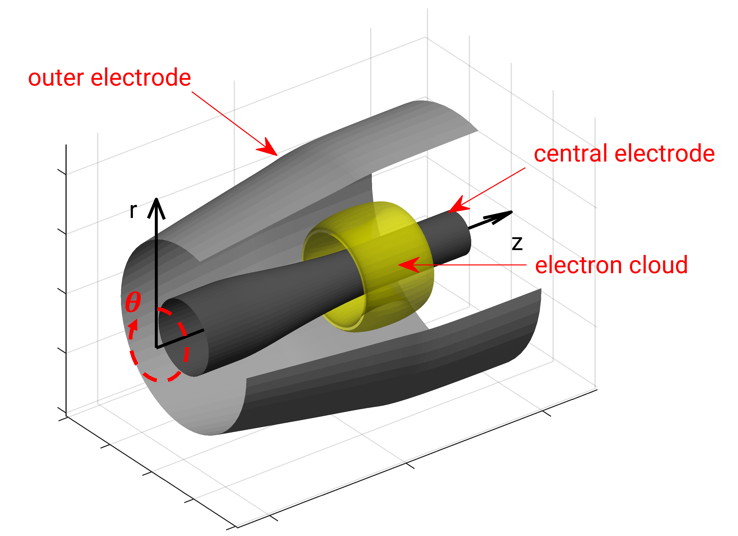 outer electrode
central electrode
r
z
electron cloud
θ